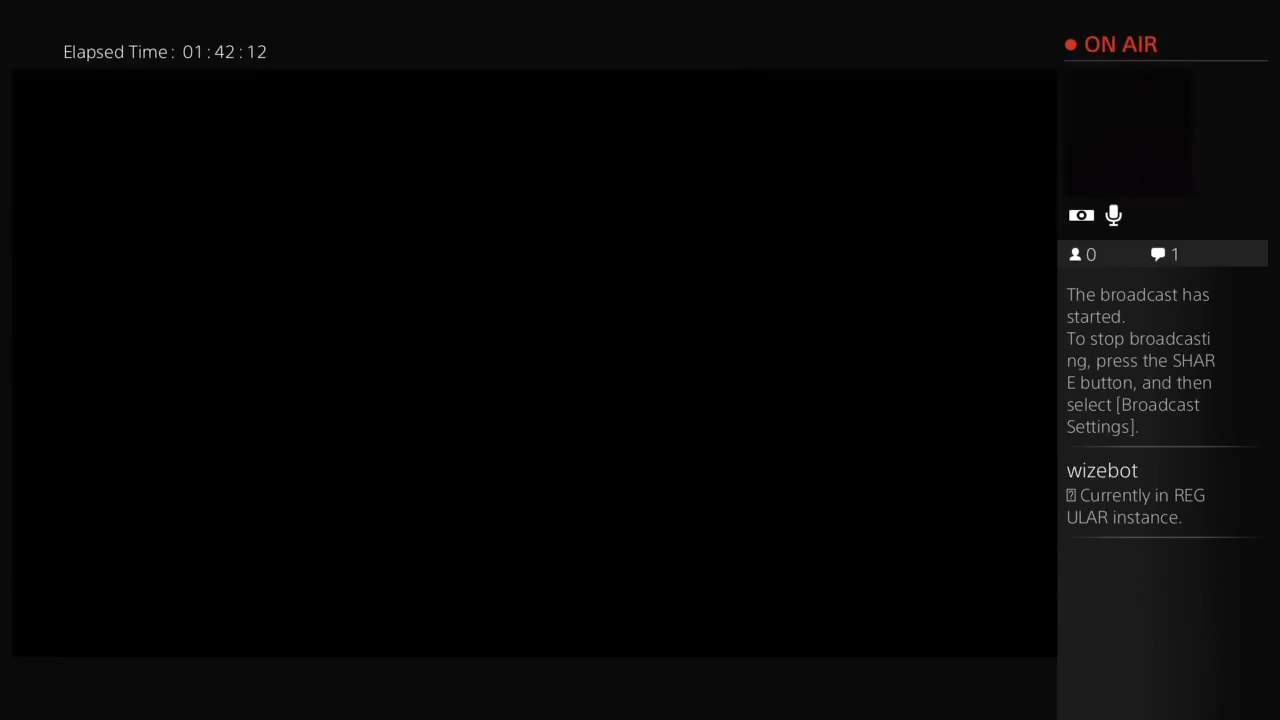 Elapsed Time: 01:42:12
ON AIR
0 1
The broadcast has
started.
To stop broadcasti
ng, press the SHAR
E button, and then
select [Broadcast
Settings].
wizebot
⍰ Currently in REG
ULAR instance.